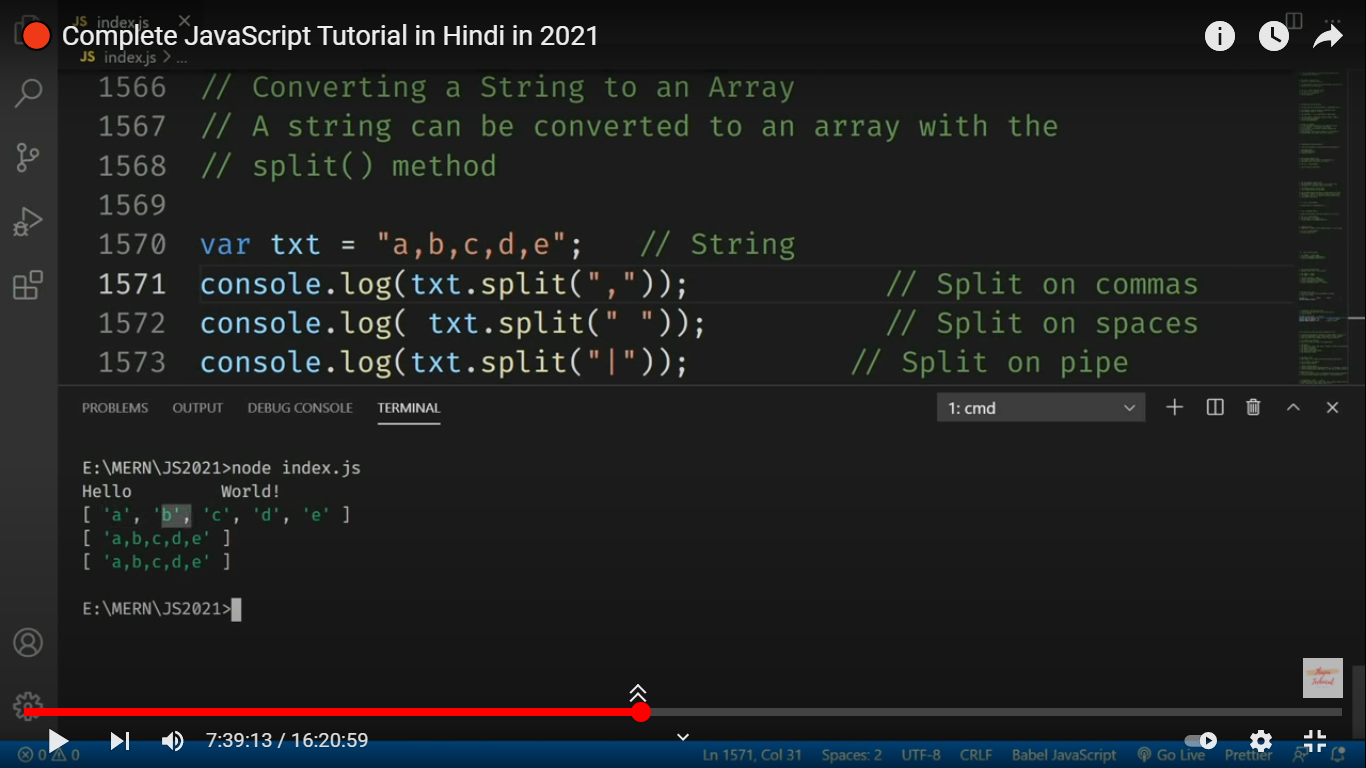 JS index.js
Complete JavaScript Tutorial in Hindi in 2021
JS index.js > ...
1566 // Converting a String to an Array
1567 // A string can be converted to an array with the
1568 // split() method
1569
1570 var txt = "a,b,c,d,e"; // String
1571 console.log(txt.split(",")); // Split on commas
1572 console.log( txt.split(" ")); // Split on spaces
1573 console.log(txt.split("|")); // Split on pipe
PROBLEMS OUTPUT DEBUG CONSOLE TERMINAL 1: cmd
E:\MERN\JS2021>node index.js
Hello World!
[ 'a', 'b', 'c', 'd', 'e' ]
[ 'a,b,c,d,e' ]
[ 'a,b,c,d,e' ]
E:\MERN\JS2021>
Thapa
Technical
7:39:13 / 16:20:59
0 0 Ln 1571, Col 31 Spaces: 2 UTF-8 CRLF Babel JavaScript Go Live Prettier